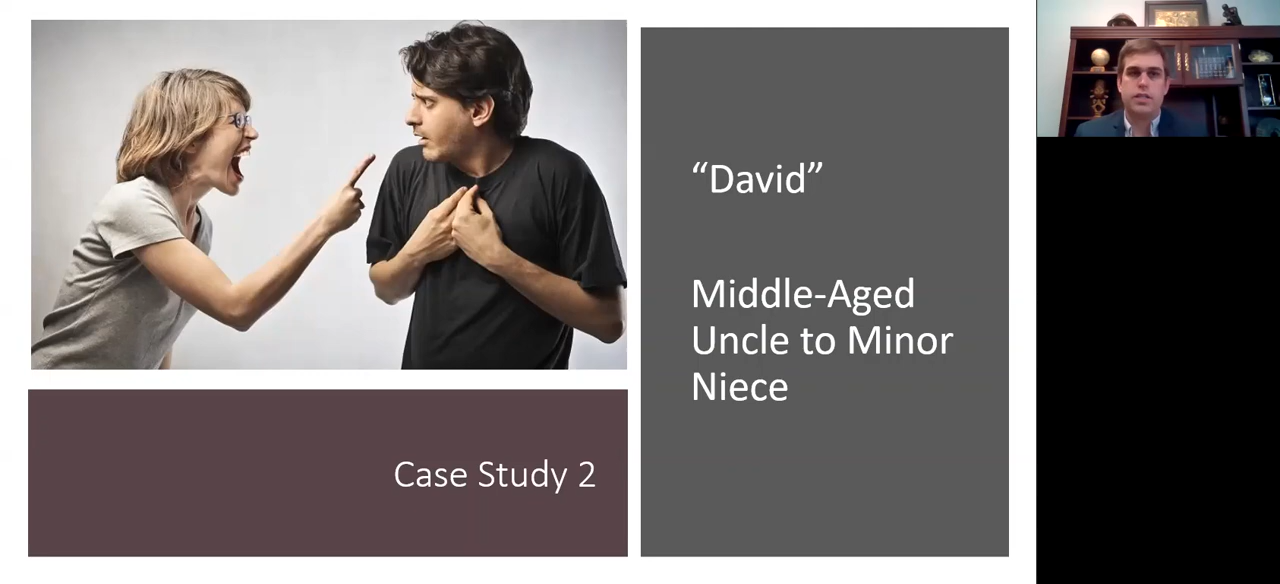 “David”
Middle-Aged
Uncle to Minor
Niece
Case Study 2